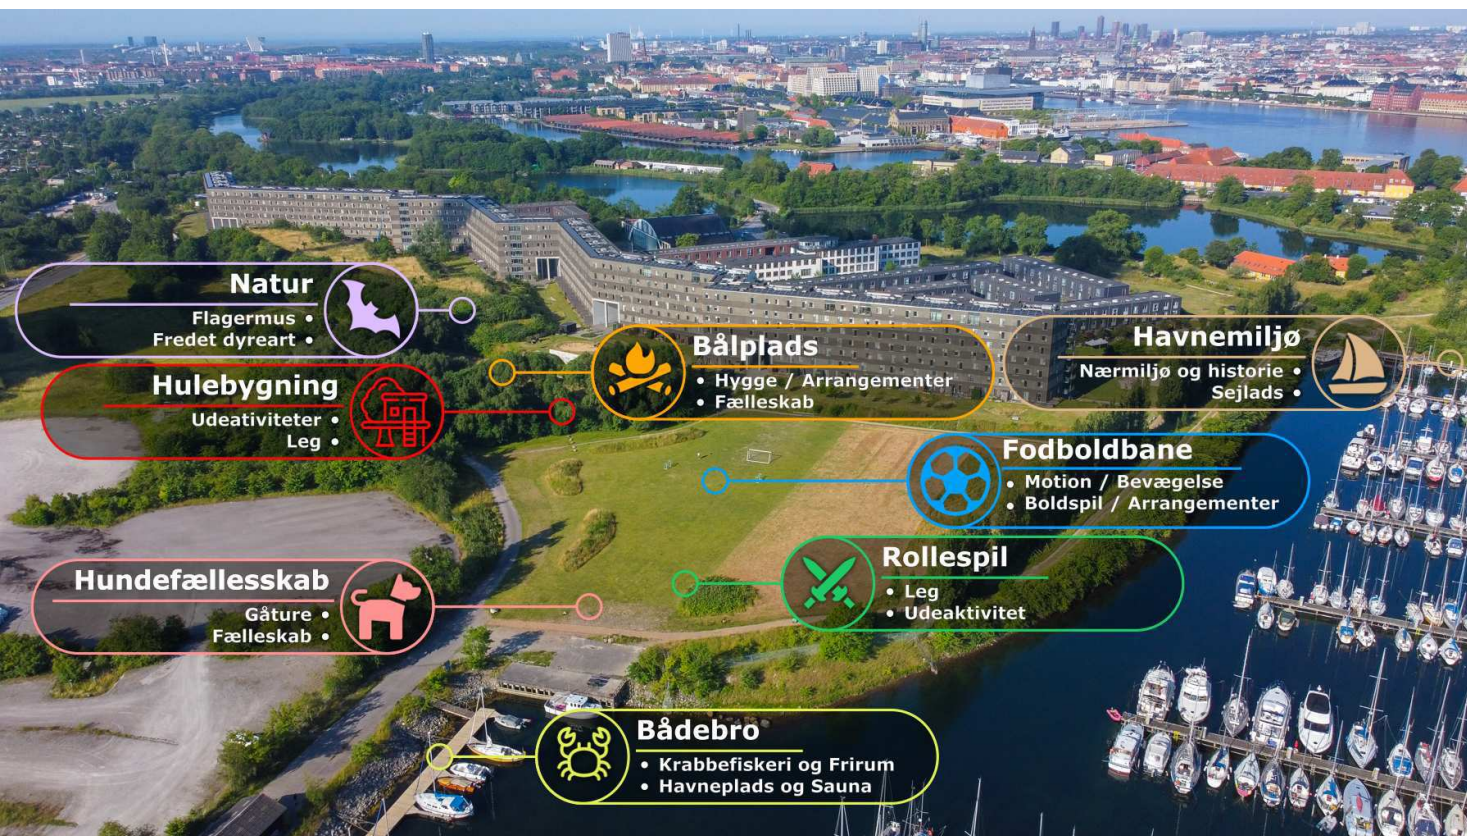 Natur
Flagermus •
Fredet dyreart •
Hulebygning
Udeativiteter •
Leg •
Bålplads
• Hygge / Arrangementer
• Fælleskab
Havnemiljø
Nærmiljø og historie •
Sejlads •
Fodboldbane
• Motion / Bevægelse
• Boldspil / Arrangementer
Hundefællesskab
Gåture •
Fælleskab •
Rollespil
• Leg
• Udeaktivitet
Bådebro
• Krabbefiskeri og Frirum
• Havneplads og Sauna